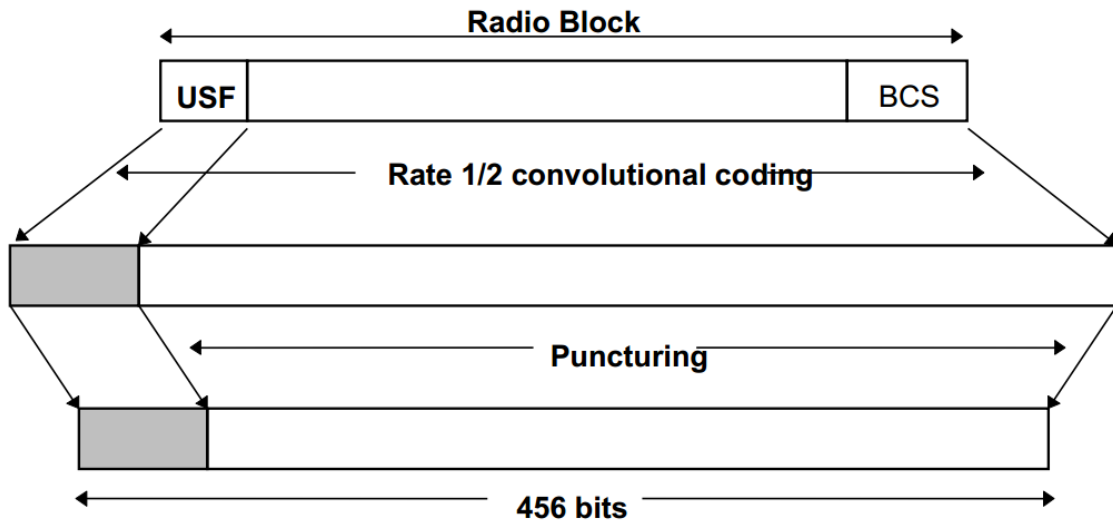 Radio Block
USF
BCS
Rate 1/2 convolutional coding
Puncturing
456 bits